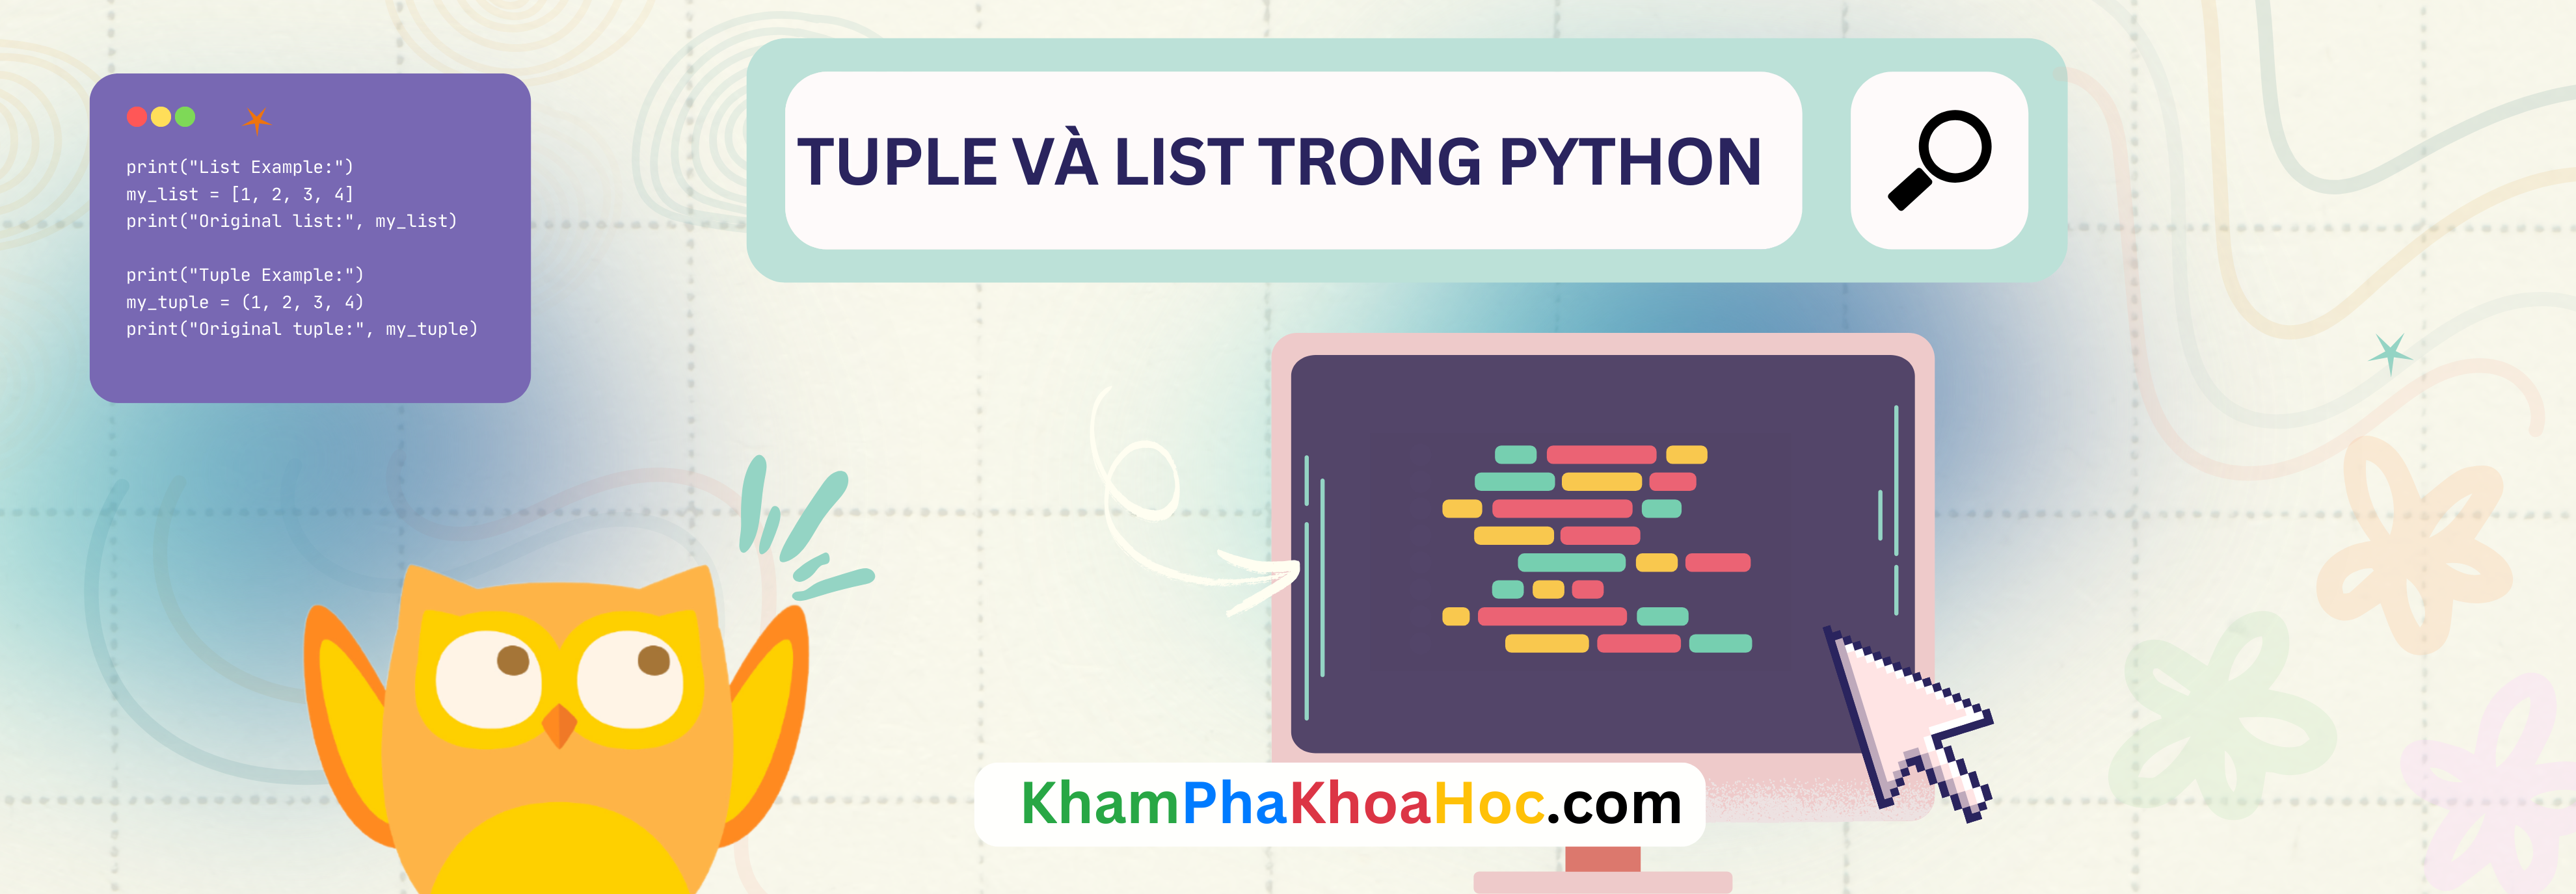 print("List Example:")
my_list = [1, 2, 3, 4]
print("Original list:", my_list)
print("Tuple Example:")
my_tuple = (1, 2, 3, 4)
print("Original tuple:", my_tuple)
TUPLE VÀ LIST TRONG PYTHON
KhamPhaKhoaHoc.com